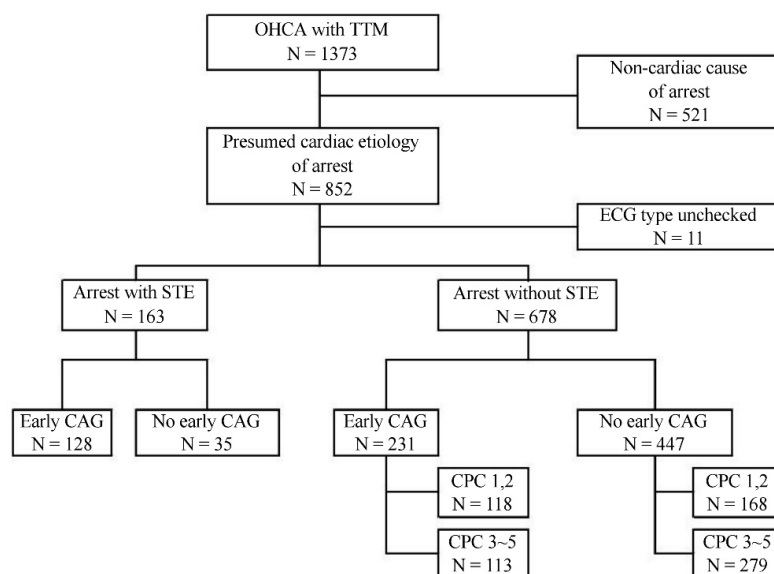 OHCA with TTM
N = 1373
Non-cardiac cause
of arrest
N = 521
Presumed cardiac etiology
of arrest
N = 852
ECG type unchecked
N = 11
Arrest with STE
N = 163
Arrest without STE
N = 678
Early CAG
N = 128
No early CAG
N = 35
Early CAG
N = 231
No early CAG
N = 447
CPC 1,2
N = 118
CPC 1,2
N = 168
CPC 3~5
N = 113
CPC 3~5
N = 279